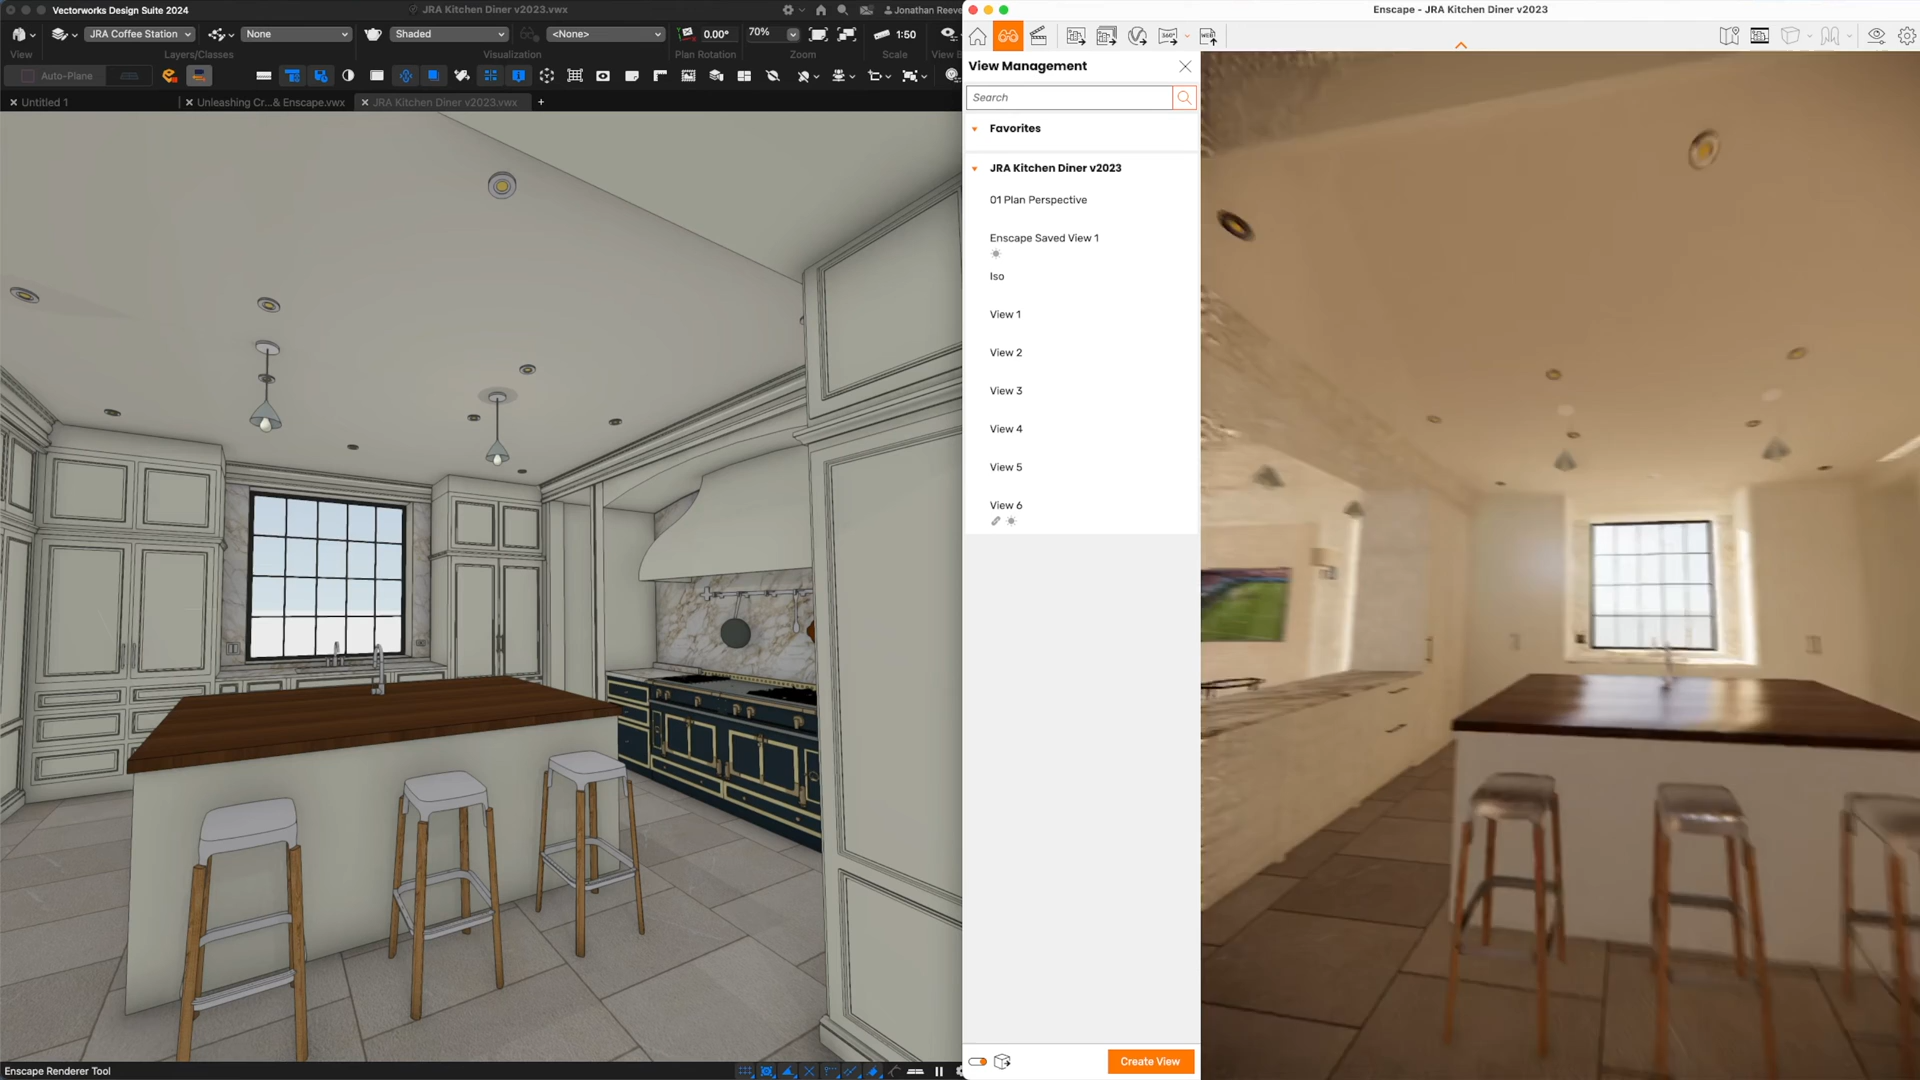 Vectorworks Design Suite 2024
JRA Kitchen Diner v2023.vwx
Jonathan Reeve
JRA Coffee Station
None
Shaded
<None>
0.00°
70%
1:50
View
Layers/Classes
Visualization
Plan Rotation
Zoom
Scale
View B
Auto-Plane
Untitled 1
Unleashing Cr...& Enscape.vwx
JRA Kitchen Diner v2023.vwx
Enscape Renderer Tool
Enscape - JRA Kitchen Diner v2023
360°
WEB
View Management
Search
Favorites
JRA Kitchen Diner v2023
01 Plan Perspective
Enscape Saved View 1
Iso
View 1
View 2
View 3
View 4
View 5
View 6
Create View